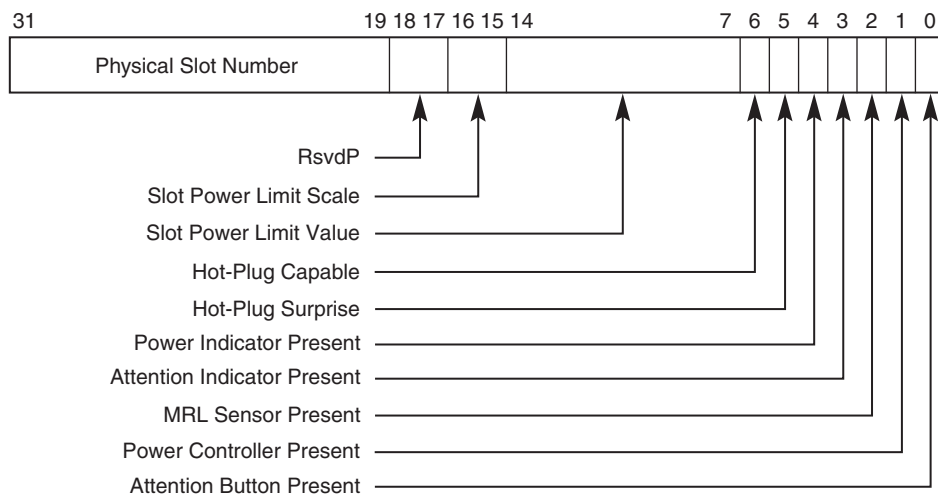 31 19 18 17 16 15 14 7 6 5 4 3 2 1 0
Physical Slot Number
RsvdP
Slot Power Limit Scale
Slot Power Limit Value
Hot-Plug Capable
Hot-Plug Surprise
Power Indicator Present
Attention Indicator Present
MRL Sensor Present
Power Controller Present
Attention Button Present